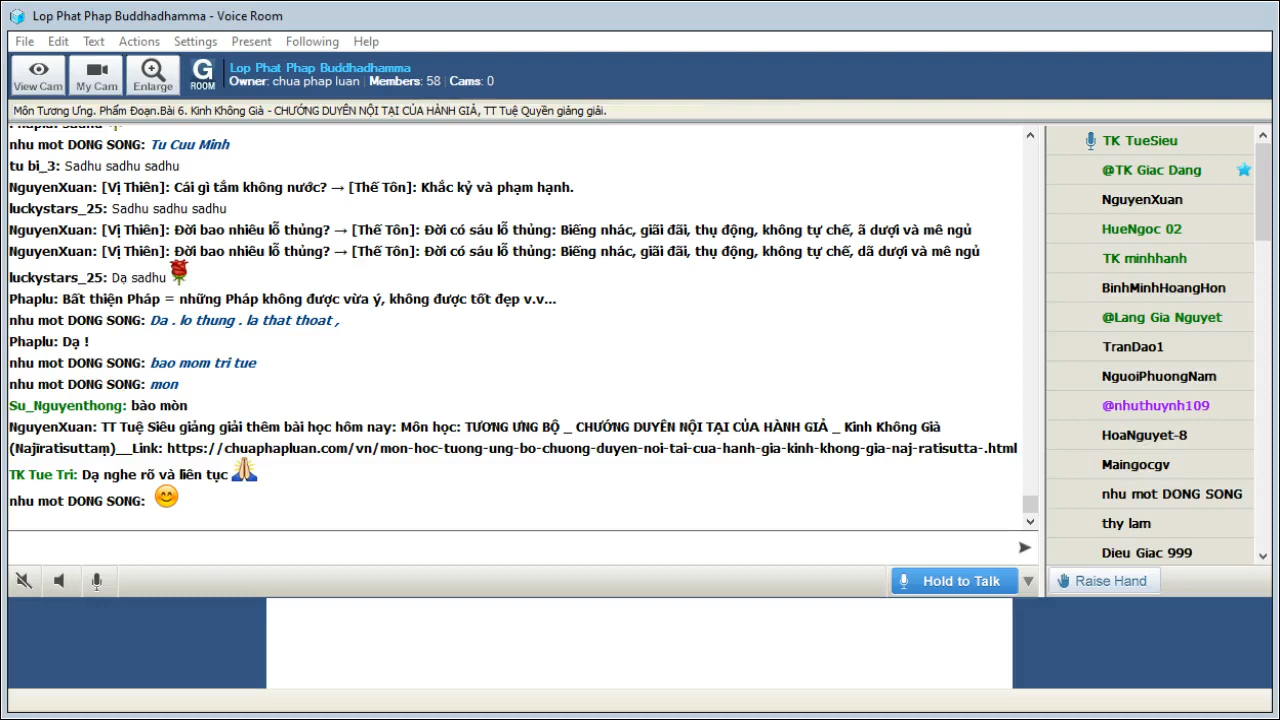 Lop Phat Phap Buddhadhamma - Voice Room
File Edit Text Actions Settings Present Following Help
View Cam My Cam Enlarge G ROOM
Lop Phat Phap Buddhadhamma
Owner: chua phap luan Members: 58 Cams: 0
Môn Tương Ưng. Phẩm Đoạn.Bài 6. Kinh Không Già - CHƯỚNG DUYÊN NỘI TẠI CỦA HÀNH GIẢ, TT Tuệ Quyền giảng giải.
nhu mot DONG SONG: Tu Cuu Minh
tu bi_3: Sadhu sadhu sadhu
NguyenXuan: [Vị Thiên]: Cái gì tắm không nước? → [Thế Tôn]: Khắc kỷ và phạm hạnh.
luckystars_25: Sadhu sadhu sadhu
NguyenXuan: [Vị Thiên]: Đời bao nhiêu lỗ thủng? → [Thế Tôn]: Đời có sáu lỗ thủng: Biếng nhác, giãi đãi, thụ động, không tự chế, ã dượi và mê ngủ
NguyenXuan: [Vị Thiên]: Đời bao nhiêu lỗ thủng? → [Thế Tôn]: Đời có sáu lỗ thủng: Biếng nhác, giãi đãi, thụ động, không tự chế, dã dượi và mê ngủ
luckystars_25: Dạ sadhu
Phaplu: Bất thiện Pháp = những Pháp không được vừa ý, không được tốt đẹp v.v...
nhu mot DONG SONG: Da . lo thung . la that thoat ,
Phaplu: Dạ !
nhu mot DONG SONG: bao mom tri tue
nhu mot DONG SONG: mon
Su_Nguyenthong: bào mòn
NguyenXuan: TT Tuệ Siêu giảng giải thêm bài học hôm nay: Môn học: TƯƠNG ƯNG BỘ _ CHƯỚNG DUYÊN NỘI TẠI CỦA HÀNH GIẢ _ Kinh Không Già
(Najīratisuttaṃ)__Link: https://chuaphapluan.com/vn/mon-hoc-tuong-ung-bo-chuong-duyen-noi-tai-cua-hanh-gia-kinh-khong-gia-naj-ratisutta-.html
TK Tue Tri: Dạ nghe rõ và liên tục
nhu mot DONG SONG:
TK TueSieu
@TK Giac Dang
NguyenXuan
HueNgoc 02
TK minhhanh
BinhMinhHoangHon
@Lang Gia Nguyet
TranDao1
NguoiPhuongNam
@nhuthuynh109
HoaNguyet-8
Maingocgv
nhu mot DONG SONG
thy lam
Dieu Giac 999
Hold to Talk
Raise Hand